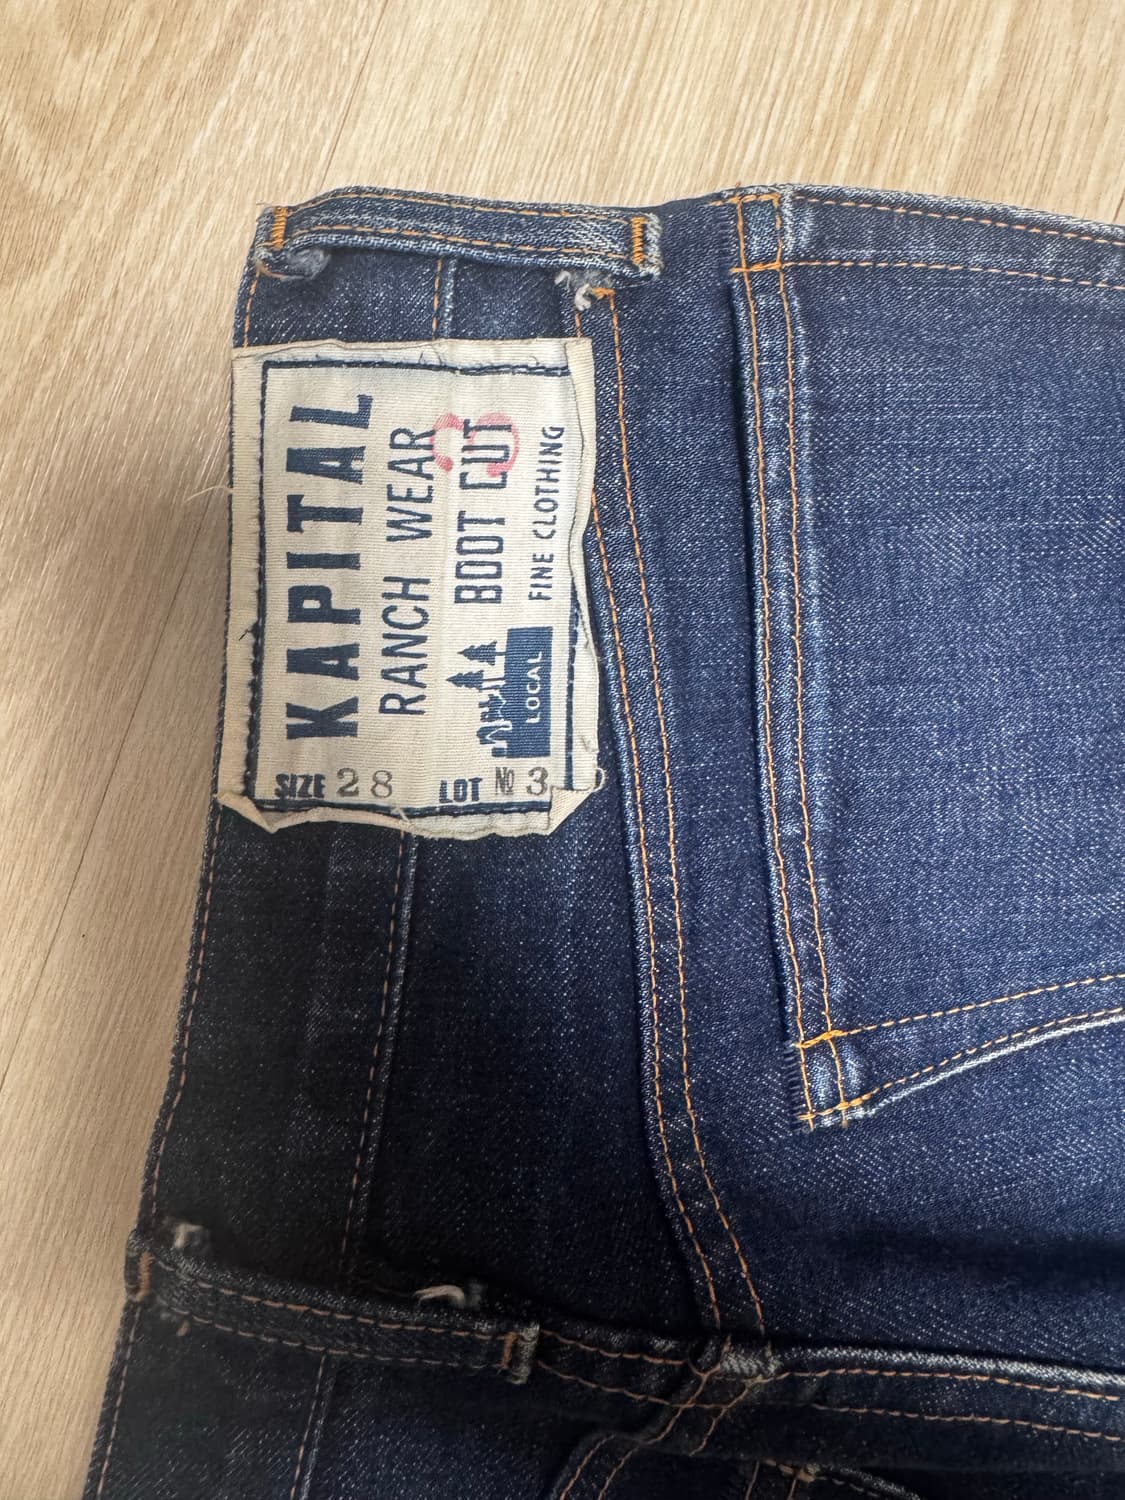 KAPITAL
RANCH WEAR
BOOT CUT
FINE CLOTHING
LOCAL
SIZE 28
LOT № 3